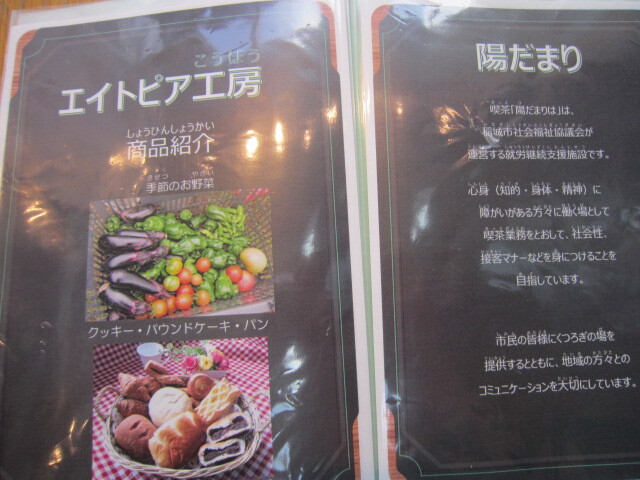 こうぼう
エイトピア工房
しょうひんしょうかい
商品紹介
きせつ やさい
季節のお野菜
クッキー・パウンドケーキ・パン
陽だまり
喫茶「陽だまりは」は、
稲城市社会福祉協議会が
運営する就労継続支援施設です。
心身（知的・身体・精神）に
障がいがある方々に働く場として
喫茶業務をとおして、社会性、
接客マナーなどを身につけることを
目指しています。
市民の皆様にくつろぎの場を
提供するとともに、地域の方々との
コミュニケーションを大切にしています。